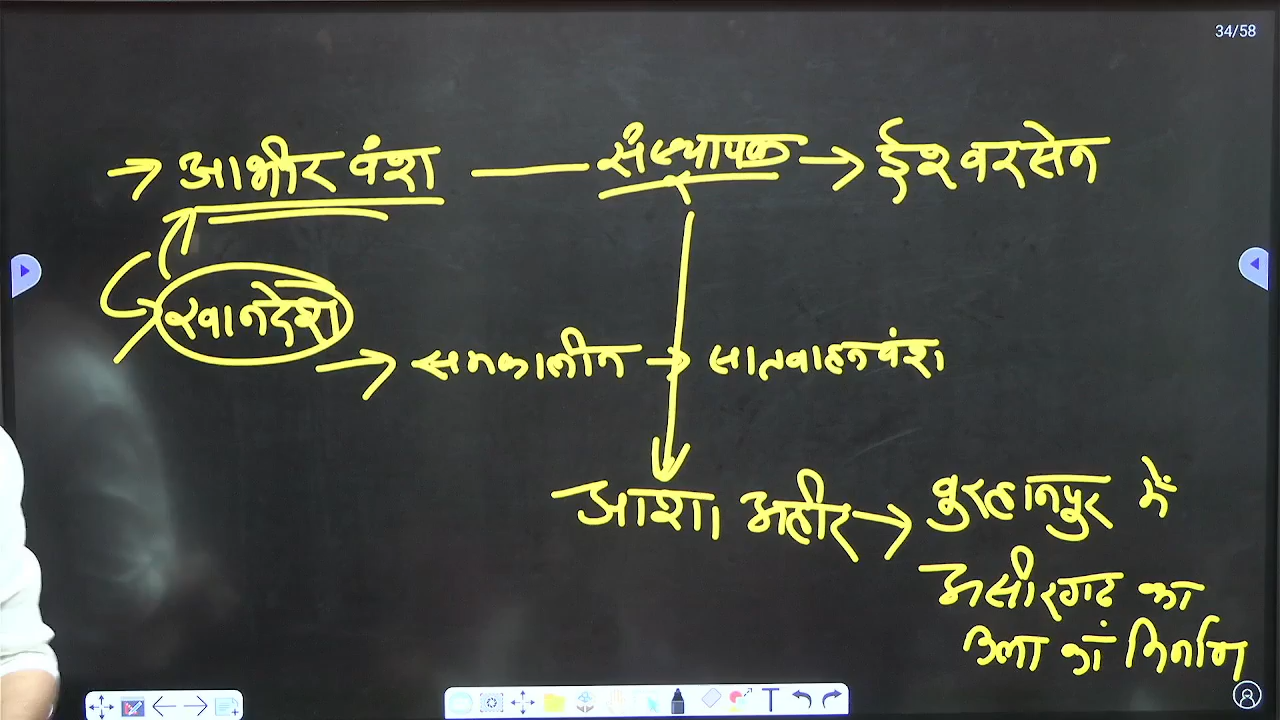 34/58
→ आभीर वंश — संस्थापक → ईश्वरसेन
खानदेश
→ समकालीन → सातवाहन वंश
आशा अहीर → बुरहानपुर में
असीरगढ़ का
किला का निर्माण
T